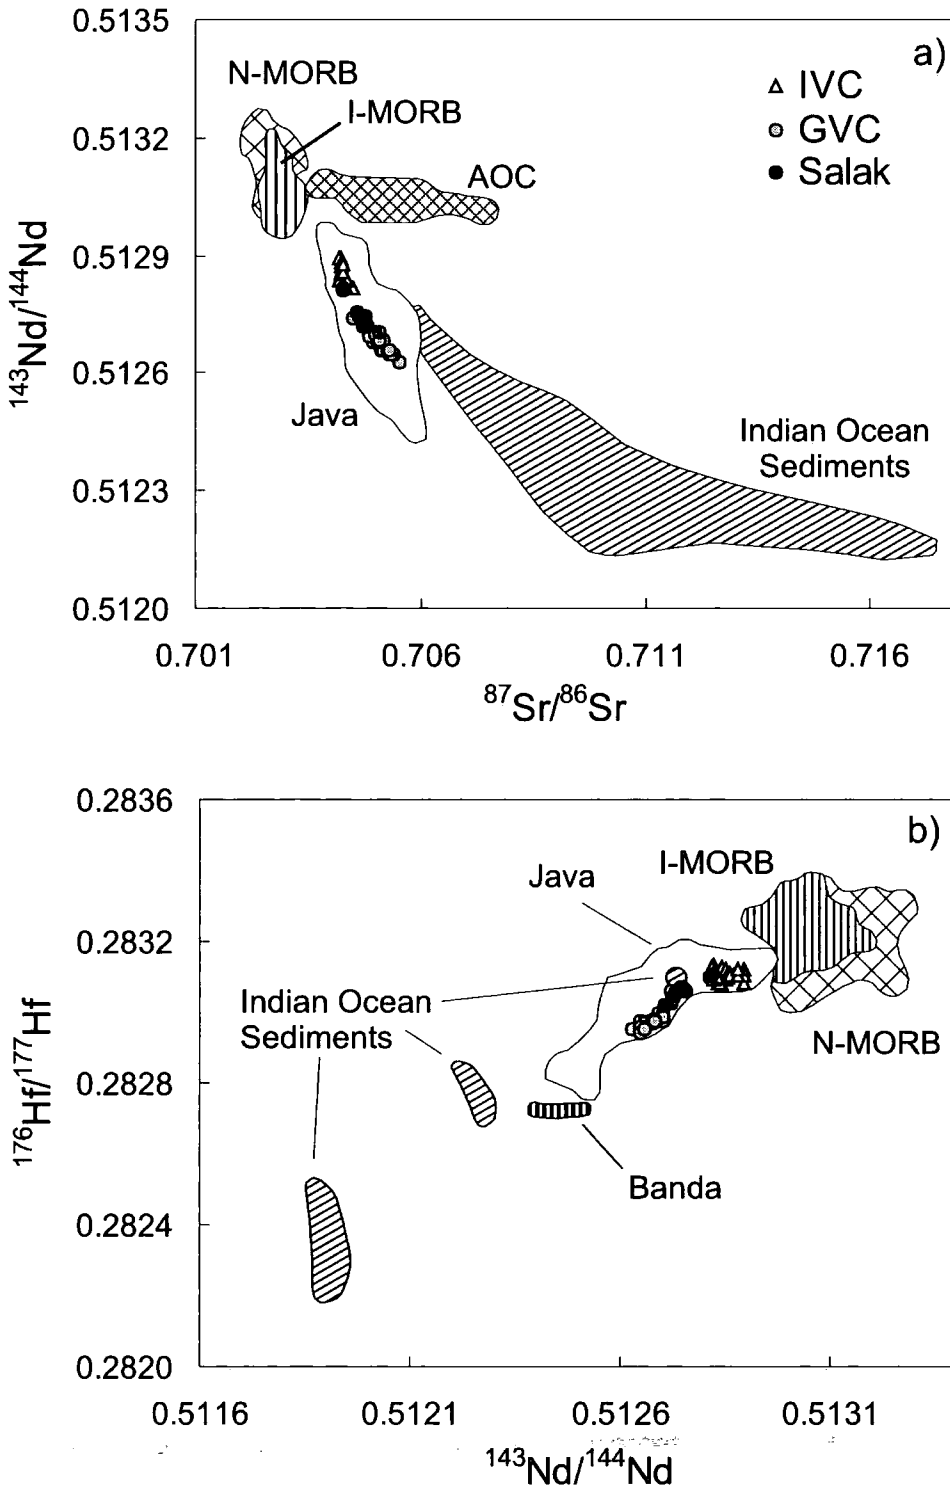 0.5135
a)
N-MORB
IVC
I-MORB
GVC
0.5132
AOC
Salak
0.5129
143Nd/144Nd
0.5126
Java
Indian Ocean
Sediments
0.5123
0.5120
0.701 0.706 0.711 0.716
87Sr/86Sr
0.2836
b)
I-MORB
Java
0.2832
Indian Ocean
Sediments
N-MORB
176Hf/177Hf
0.2828
Banda
0.2824
0.2820
0.5116 0.5121 0.5126 0.5131
143Nd/144Nd